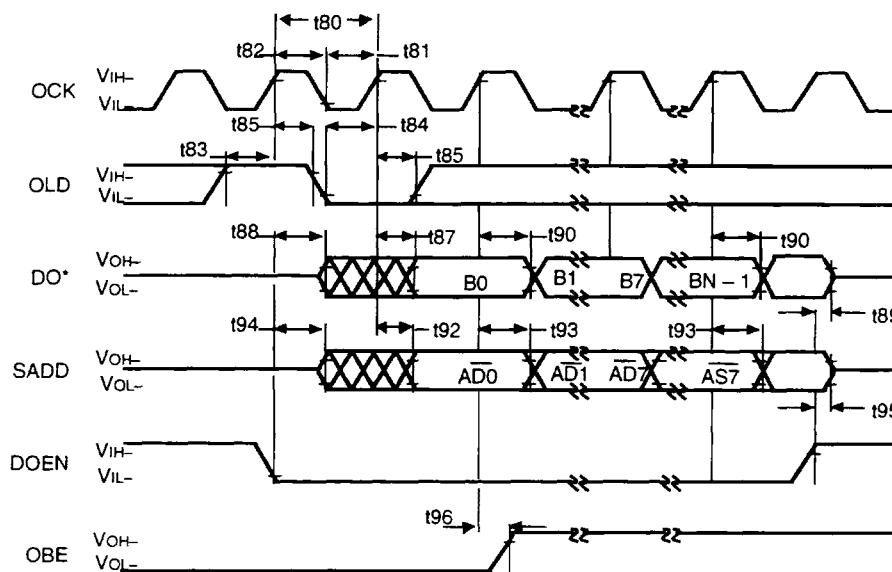 t80
t82 t81
OCK VIH–
VIL–
t85 t84
t83 t85
OLD VIH–
VIL–
t88 t87 t90 t90
DO* VOH–
VOL–
B0 B1 B7 BN – 1
t89
t94 t92 t93 t93
SADD VOH–
VOL–
AD0 AD1 AD7 AS7
t95
DOEN VIH–
VIL–
t96
OBE VOH–
VOL–